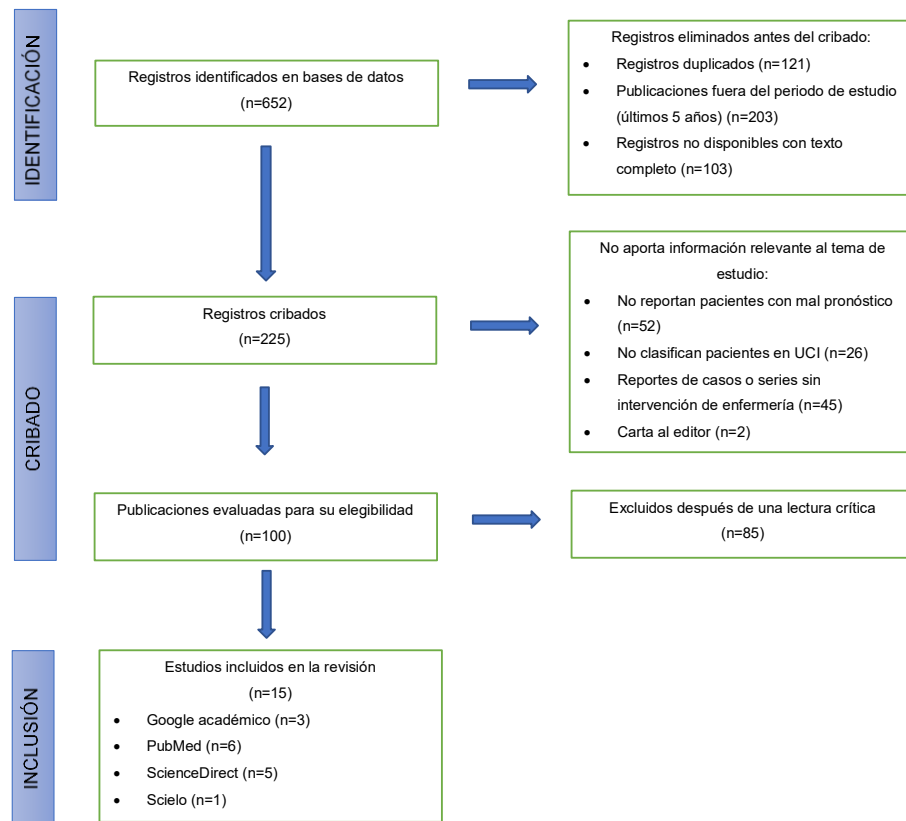 IDENTIFICACIÓN
Registros identificados en bases de datos
(n=652)
Registros eliminados antes del cribado:
• Registros duplicados (n=121)
• Publicaciones fuera del periodo de estudio
(últimos 5 años) (n=203)
• Registros no disponibles con texto
completo (n=103)
CRIBADO
Registros cribados
(n=225)
No aporta información relevante al tema de
estudio:
• No reportan pacientes con mal pronóstico
(n=52)
• No clasifican pacientes en UCI (n=26)
• Reportes de casos o series sin
intervención de enfermería (n=45)
• Carta al editor (n=2)
Publicaciones evaluadas para su elegibilidad
(n=100)
Excluidos después de una lectura crítica
(n=85)
INCLUSIÓN
Estudios incluidos en la revisión
(n=15)
• Google académico (n=3)
• PubMed (n=6)
• ScienceDirect (n=5)
• Scielo (n=1)